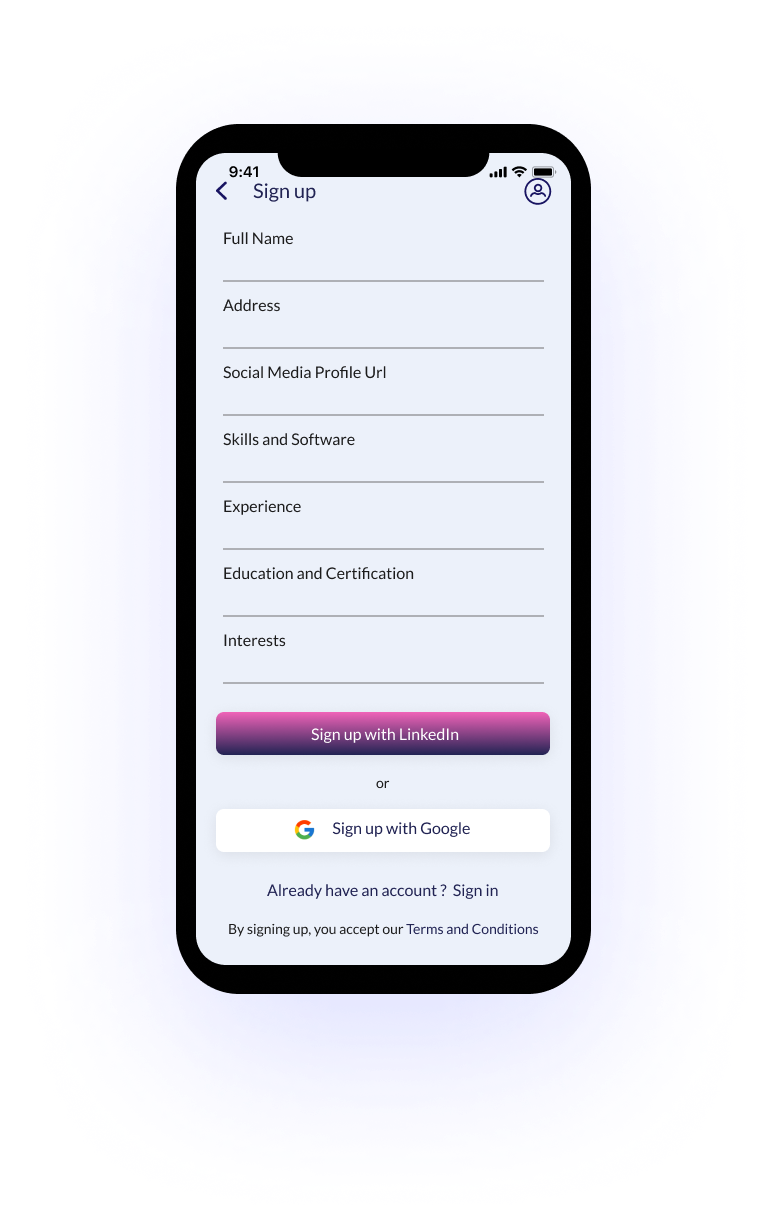 9:41
Sign up
Full Name
Address
Social Media Profile Url
Skills and Software
Experience
Education and Certification
Interests
Sign up with LinkedIn
or
Sign up with Google
Already have an account ? Sign in
By signing up, you accept our Terms and Conditions